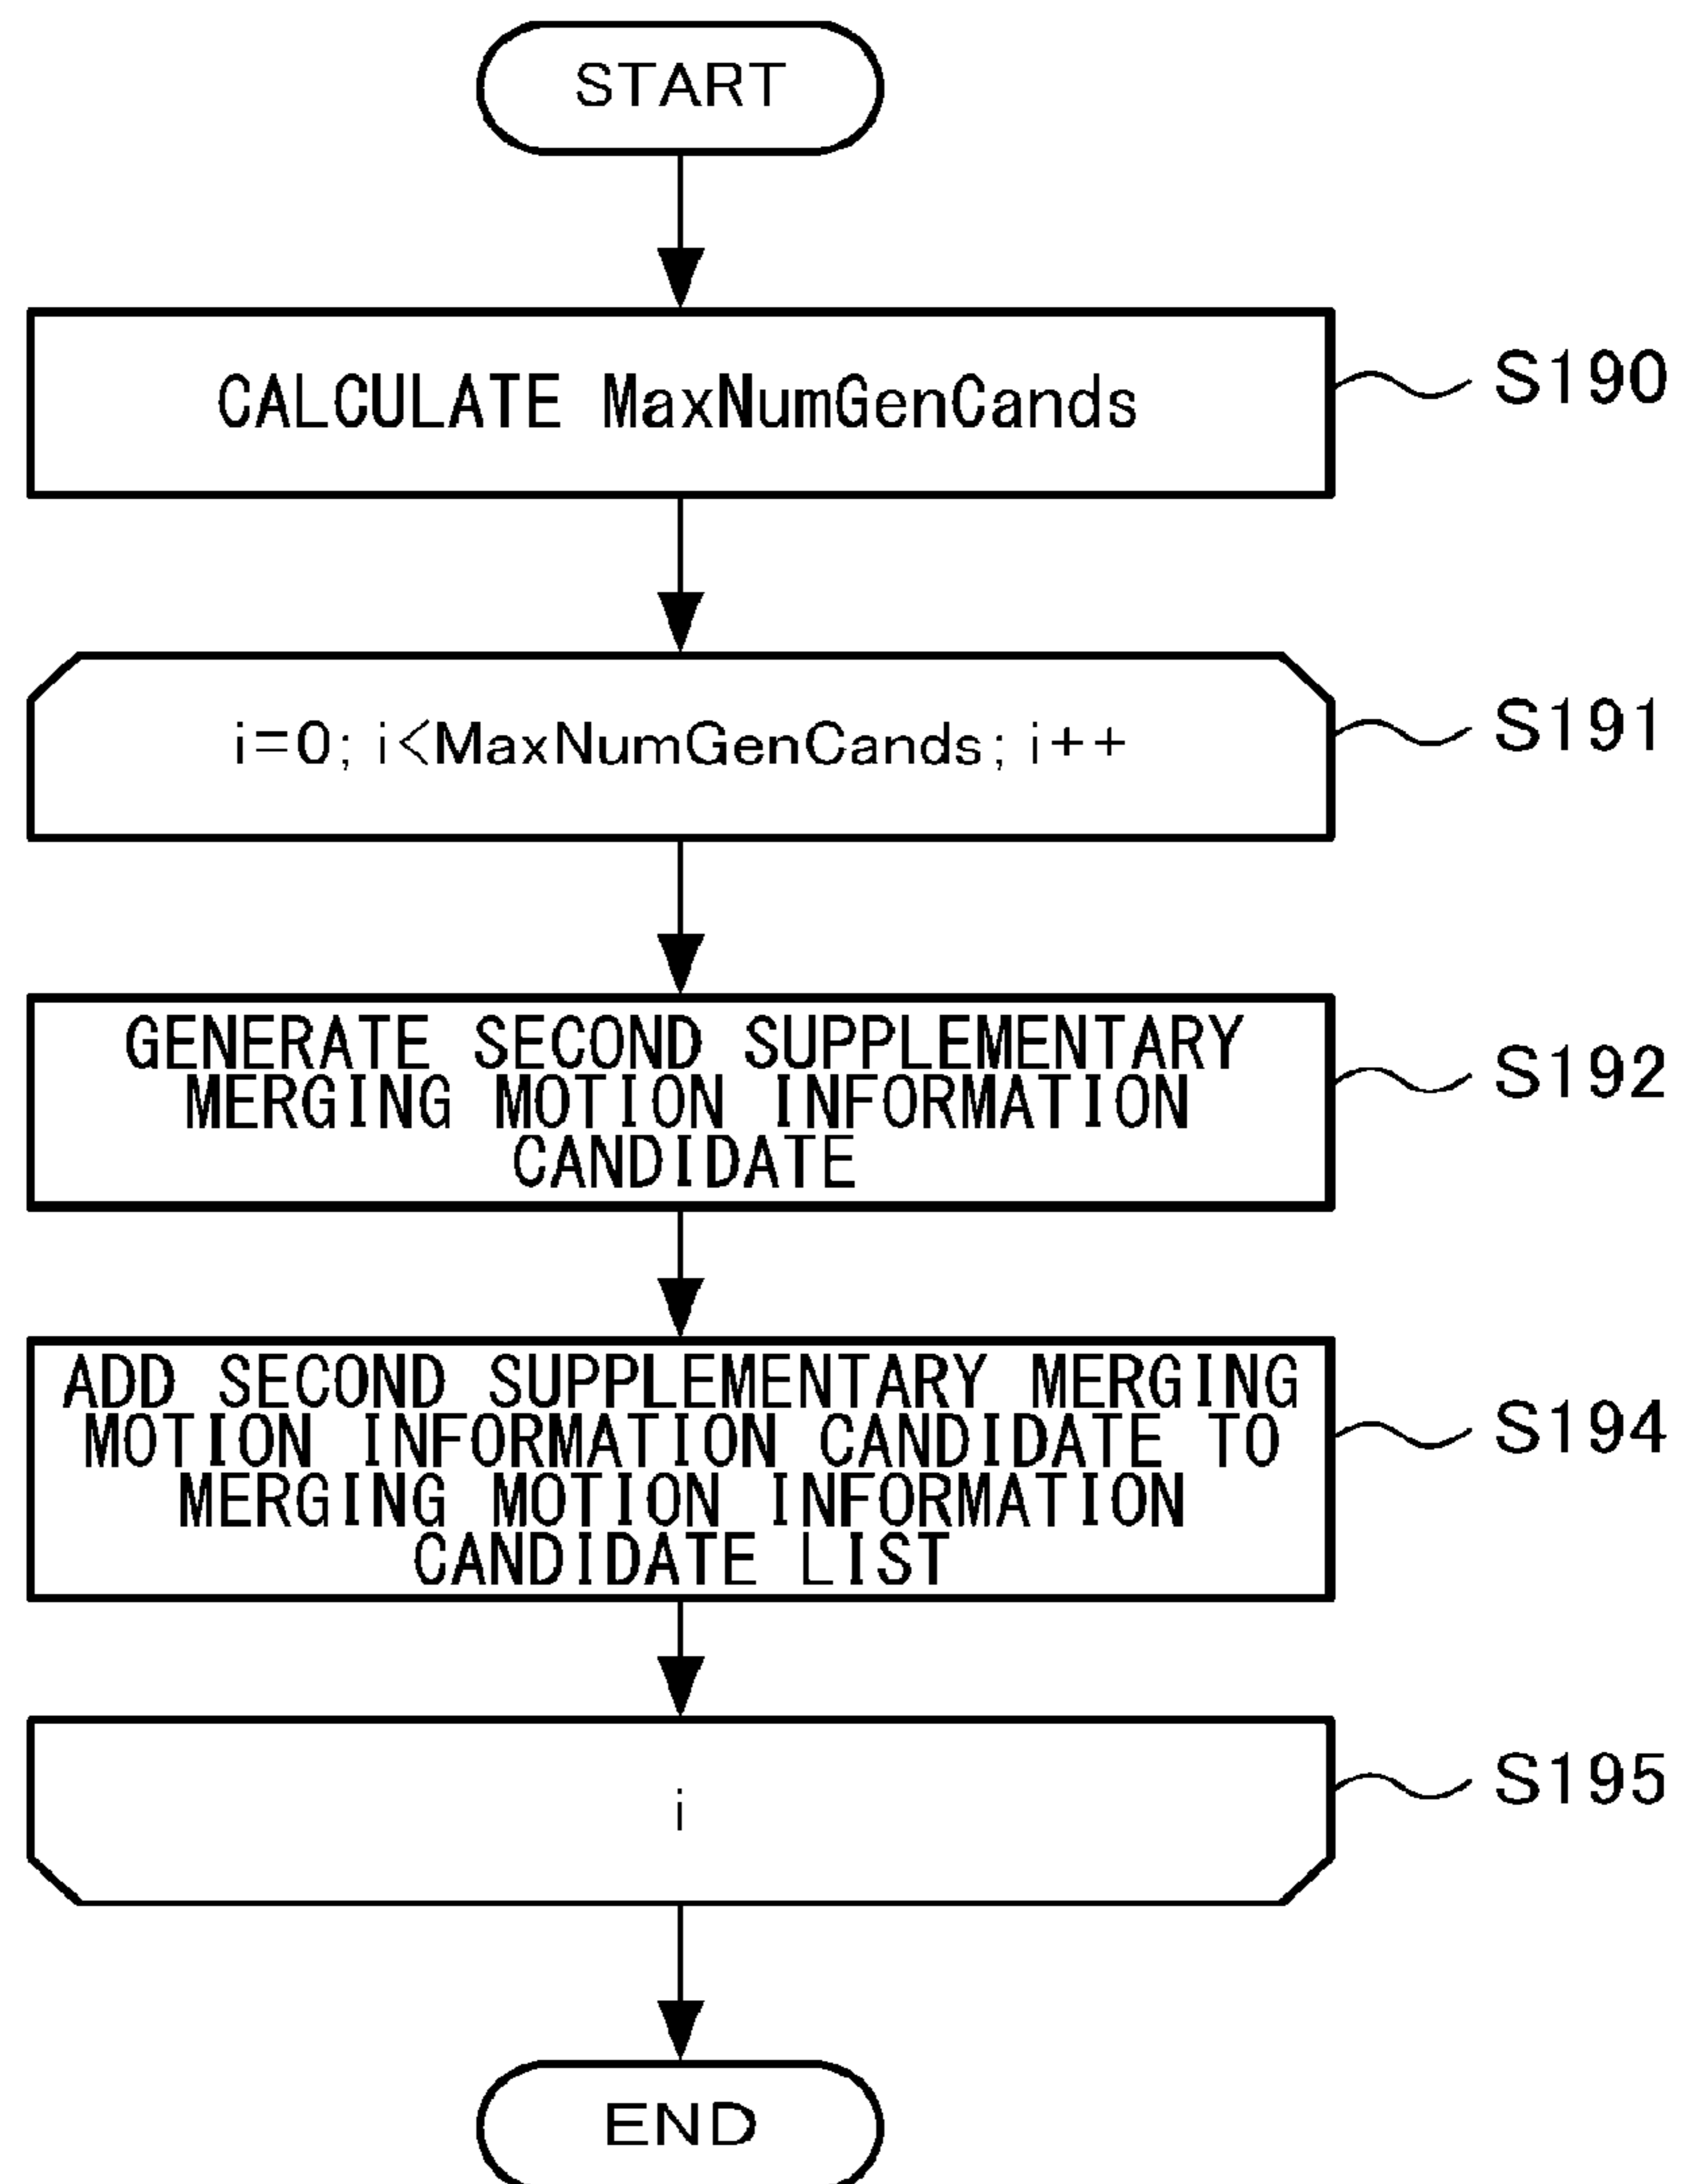 START
CALCULATE MaxNumGenCands
S190
i=0; i<MaxNumGenCands; i++
S191
GENERATE SECOND SUPPLEMENTARY
MERGING MOTION INFORMATION
CANDIDATE
S192
ADD SECOND SUPPLEMENTARY MERGING
MOTION INFORMATION CANDIDATE TO
MERGING MOTION INFORMATION
CANDIDATE LIST
S194
i
S195
END